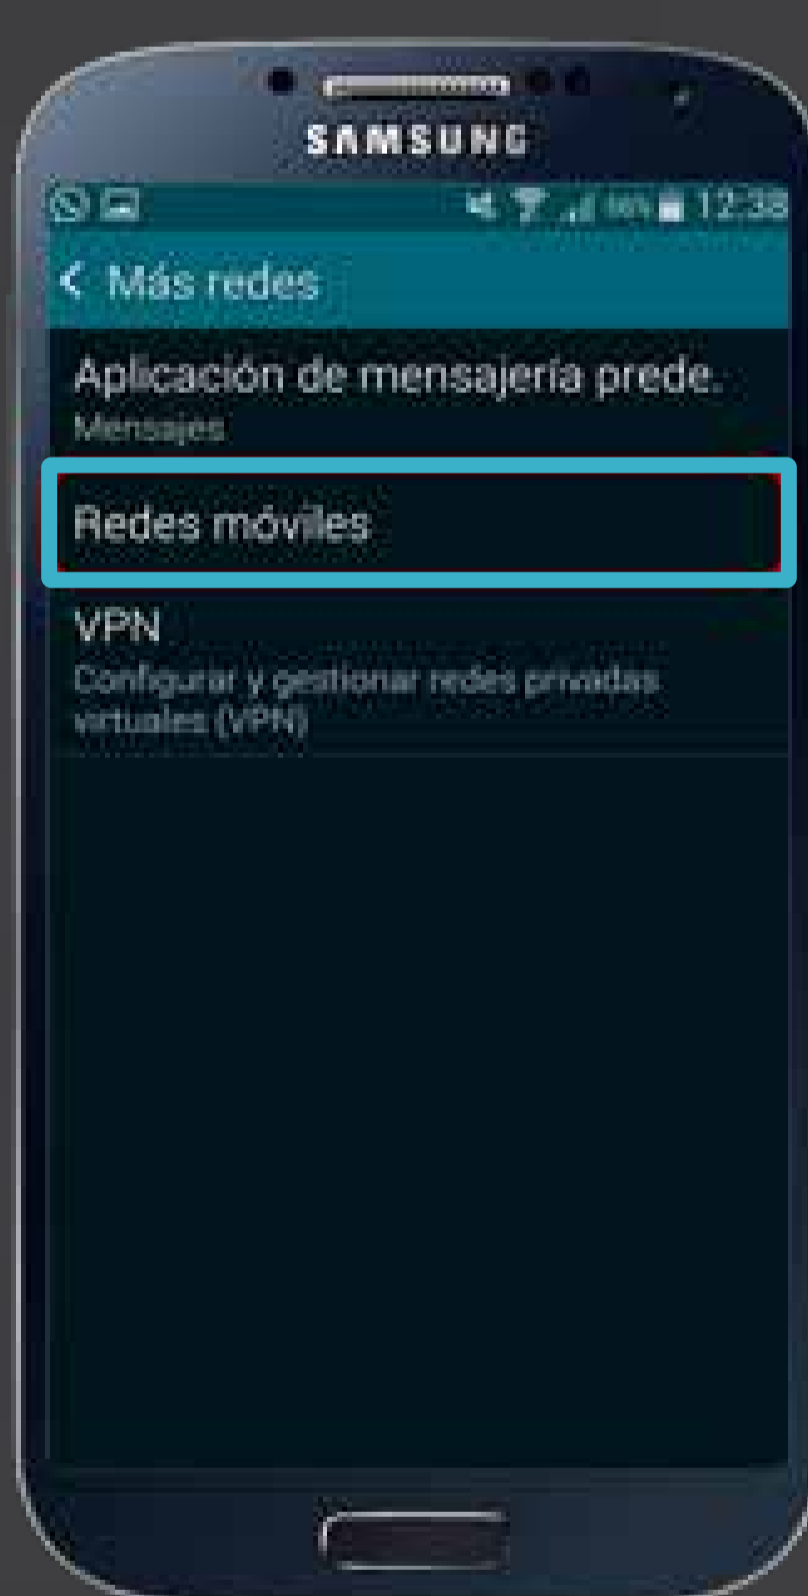 SAMSUNG
12:38
Más redes
Aplicación de mensajería prede.
Mensajes
Redes móviles
VPN
Configurar y gestionar redes privadas
virtuales (VPN)